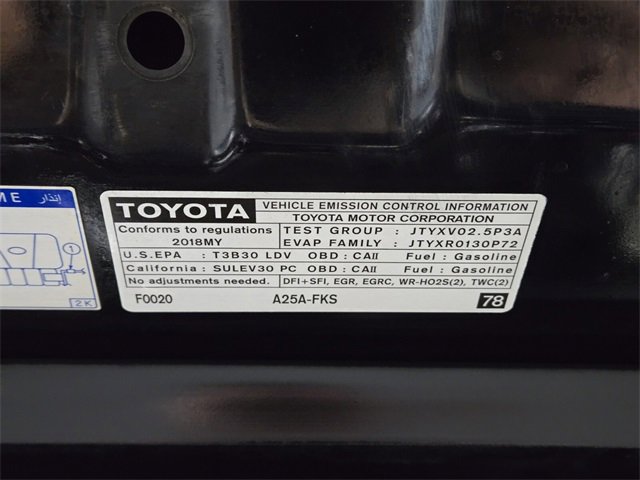 ME إنذار
1
2K
TOYOTA VEHICLE EMISSION CONTROL INFORMATION
TOYOTA MOTOR CORPORATION
Conforms to regulations
2018MY
TEST GROUP : JTYXV02.5P3A
EVAP FAMILY : JTYXR0130P72
U.S.EPA : T3B30 LDV OBD : CAII Fuel : Gasoline
California : SULEV30 PC OBD : CAII Fuel : Gasoline
No adjustments needed. DFI+SFI, EGR, EGRC, WR-HO2S(2), TWC(2)
F0020 A25A-FKS 78